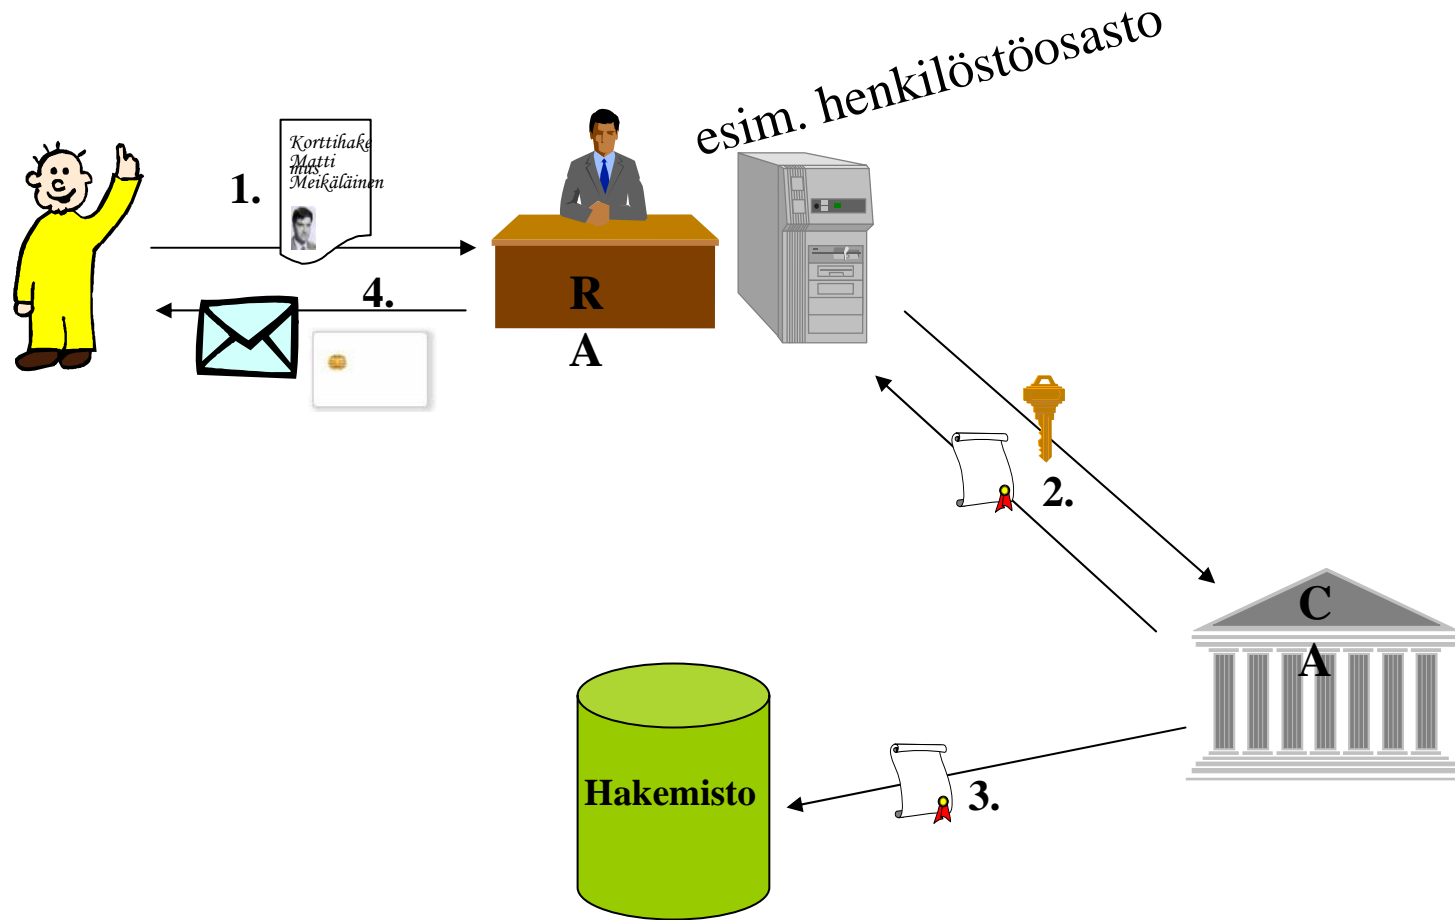 esim. henkilöstöosasto
Korttihake
Matti
mus
Meikäläinen
1.
4.
R
A
2.
C
A
Hakemisto
3.